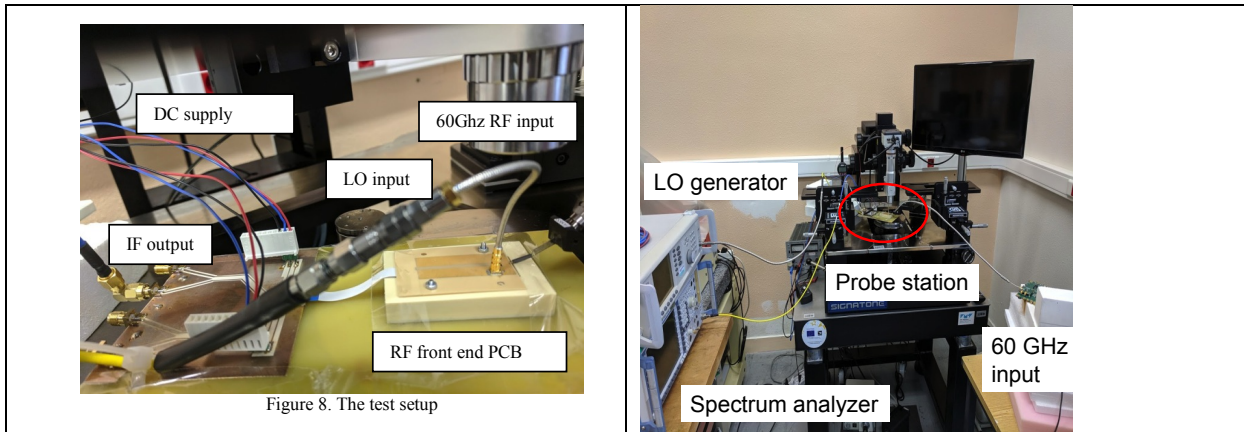 DC supply
60Ghz RF input
LO input
IF output
RF front end PCB
Figure 8. The test setup
LO generator
Probe station
SIGNATONE
60 GHz
input
Spectrum analyzer